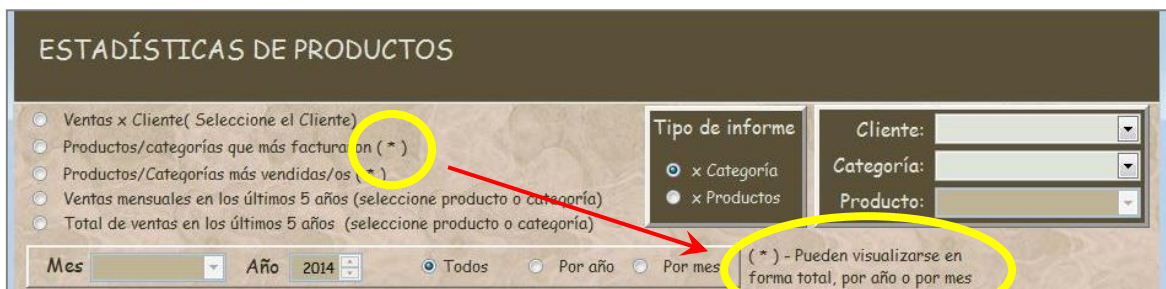 ESTADÍSTICAS DE PRODUCTOS
Ventas x Cliente( Seleccione el Cliente)
Productos/categorías que más facturaron ( * )
Productos/Categorías más vendidas/os ( * )
Ventas mensuales en los últimos 5 años (seleccione producto o categoría)
Total de ventas en los últimos 5 años (seleccione producto o categoría)
Tipo de informe
x Categoría
x Productos
Cliente:
Categoría:
Producto:
Mes Año 2014 Todos Por año Por mes
( * ) - Pueden visualizarse en
forma total, por año o por mes